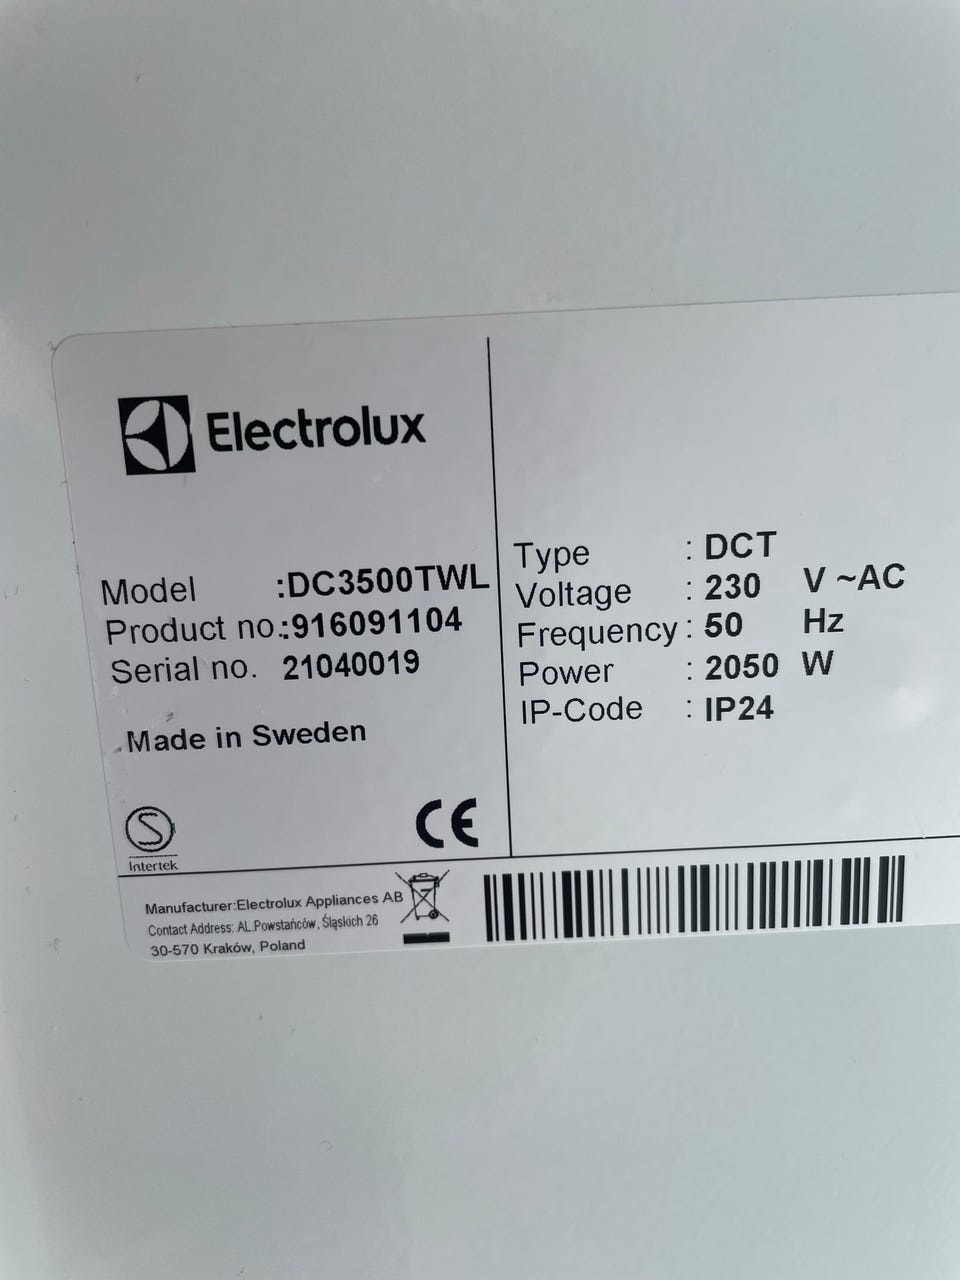 Electrolux
Model :DC3500TWL
Product no.:916091104
Serial no. 21040019
Made in Sweden
S
Intertek
CE
Type : DCT
Voltage : 230 V ~AC
Frequency : 50 Hz
Power : 2050 W
IP-Code : IP24
Manufacturer:Electrolux Appliances AB
Contact Address: AL.Powstańców, Śląskich 26
30-570 Kraków, Poland